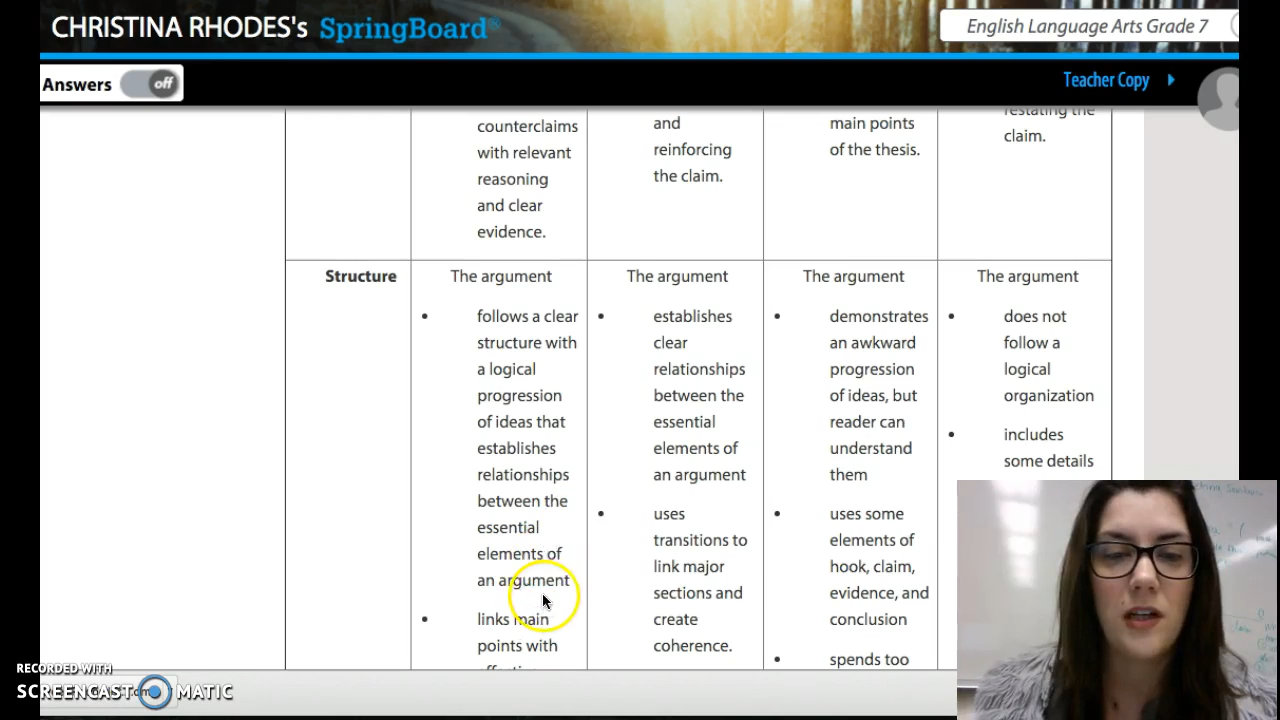 CHRISTINA RHODES's SpringBoard®
English Language Arts Grade 7
Answers off
Teacher Copy
counterclaims
with relevant
reasoning
and clear
evidence.
and
reinforcing
the claim.
main points
of the thesis.
restating the
claim.
Structure
The argument
follows a clear
structure with
a logical
progression
of ideas that
establishes
relationships
between the
essential
elements of
an argument
links main
points with
The argument
establishes
clear
relationships
between the
essential
elements of
an argument
uses
transitions to
link major
sections and
create
coherence.
The argument
demonstrates
an awkward
progression
of ideas, but
reader can
understand
them
uses some
elements of
hook, claim,
evidence, and
conclusion
spends too
The argument
does not
follow a
logical
organization
includes
some details
RECORDED WITH
SCREENCAST MATIC